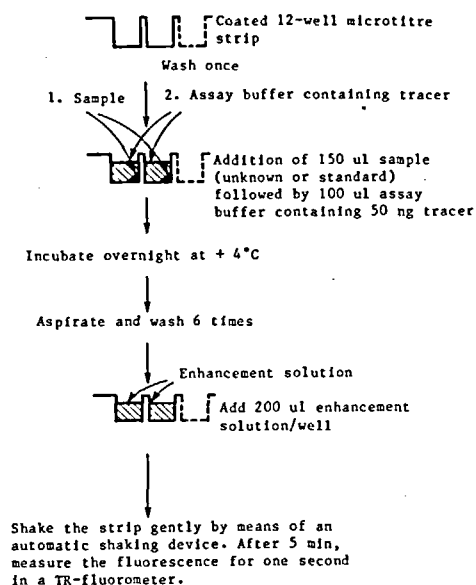 Coated 12-well microtitre
strip
Wash once
1. Sample
2. Assay buffer containing tracer
Addition of 150 ul sample
(unknown or standard)
followed by 100 ul assay
buffer containing 50 ng tracer
Incubate overnight at + 4°C
Aspirate and wash 6 times
Enhancement solution
Add 200 ul enhancement
solution/well
Shake the strip gently by means of an
automatic shaking device. After 5 min,
measure the fluorescence for one second
in a TR-fluorometer.